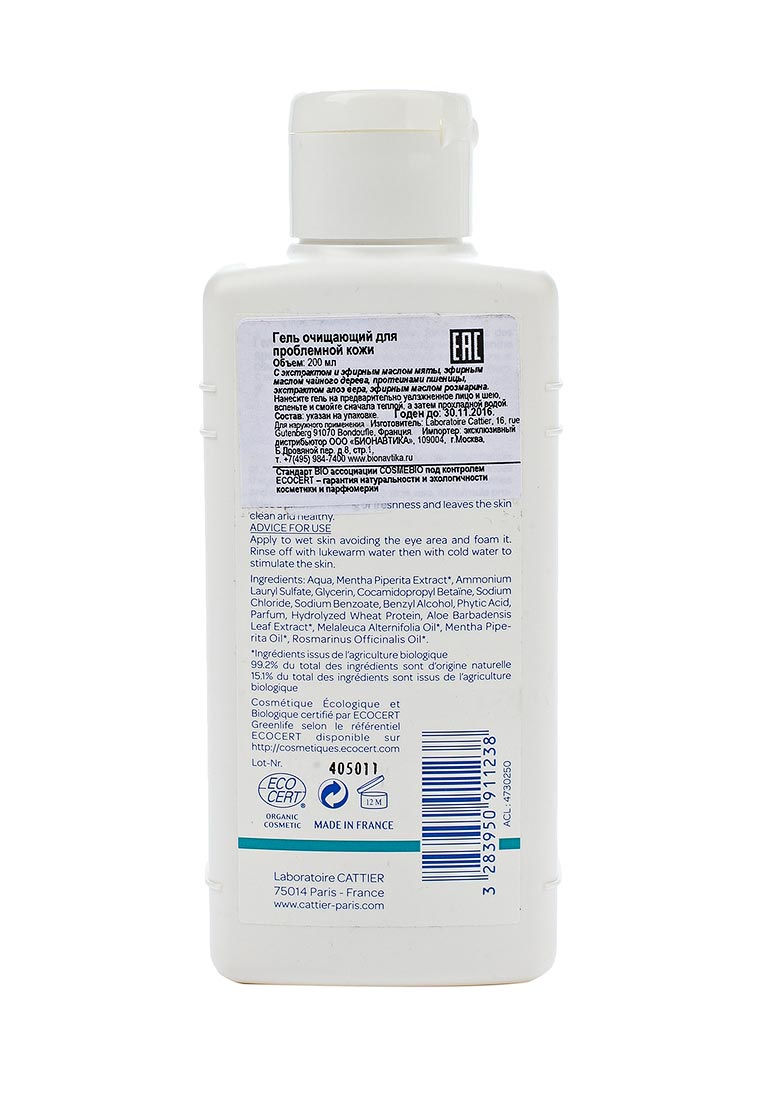 Гель очищающий для
проблемной кожи
EAC
Объем: 200 мл
С экстрактом и эфирным маслом мяты, эфирным
маслом чайного дерева, протеинами пшеницы,
экстрактом алоэ вера, эфирным маслом розмарина.
Нанесите гель на предварительно увлажненное лицо и шею,
вспеньте и смойте сначала теплой, а затем прохладной водой.
Состав: указан на упаковке. Годен до: 30.11.2016.
Для наружного применения Изготовитель: Laboratoire Cattier, 16, rue
Gutenberg 91070 Bondoufle, Франция. Импортер: эксклюзивный
дистрибьютор ООО «БИОНАВТИКА», 109004, г.Москва,
Б.Дровяной пер. д.8, стр.1,
т. +7(495) 984-7400 www.bionavtika.ru
Стандарт BIO ассоциации COSMEBIO под контролем
ECOCERT – гарантия натуральности и экологичности
косметики и парфюмерии
of freshness and leaves the skin
clean and healthy.
ADVICE FOR USE
Apply to wet skin avoiding the eye area and foam it.
Rinse off with lukewarm water then with cold water to
stimulate the skin.
Ingredients: Aqua, Mentha Piperita Extract*, Ammonium
Lauryl Sulfate, Glycerin, Cocamidopropyl Betaïne, Sodium
Chloride, Sodium Benzoate, Benzyl Alcohol, Phytic Acid,
Parfum, Hydrolyzed Wheat Protein, Aloe Barbadensis
Leaf Extract*, Melaleuca Alternifolia Oil*, Mentha Pipe-
rita Oil*, Rosmarinus Officinalis Oil*.
*Ingrédients issus de l'agriculture biologique
99.2% du total des ingrédients sont d'origine naturelle
15.1% du total des ingrédients sont issus de l'agriculture
biologique
Cosmétique Écologique et
Biologique certifié par ECOCERT
Greenlife selon le référentiel
ECOCERT disponible sur
http://cosmetiques.ecocert.com
Lot-Nr. 405011
ECO
CERT®
ORGANIC
COSMETIC
12 M
MADE IN FRANCE
3 283950 911238
ACL : 4730250
Laboratoire CATTIER
75014 Paris - France
www.cattier-paris.com